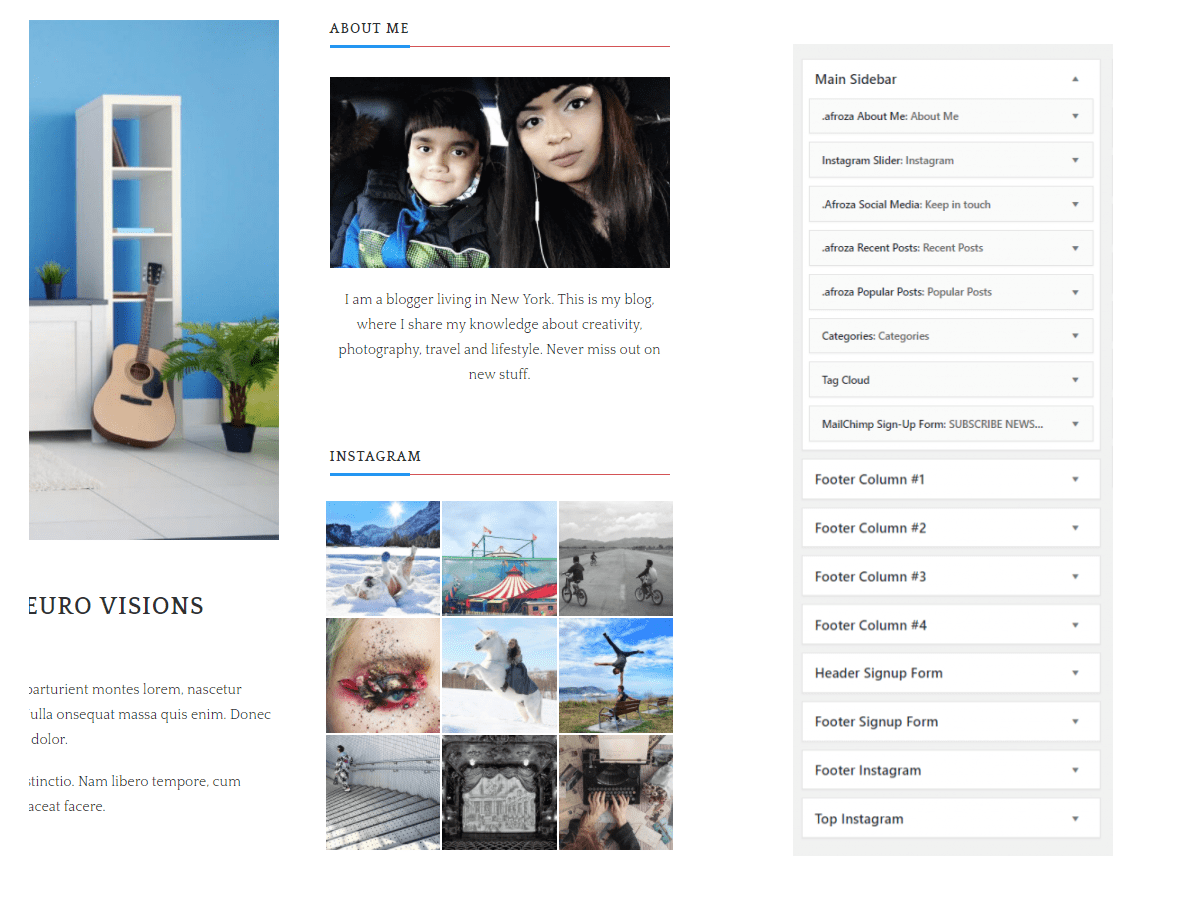 EURO VISIONS
parturient montes lorem, nascetur
ulla onsequat massa quis enim. Donec
dolor.
stinctio. Nam libero tempore, cum
aceat facere.
ABOUT ME
I am a blogger living in New York. This is my blog,
where I share my knowledge about creativity,
photography, travel and lifestyle. Never miss out on
new stuff.
INSTAGRAM
Main Sidebar
.afroza About Me: About Me
Instagram Slider: Instagram
.Afroza Social Media: Keep in touch
.afroza Recent Posts: Recent Posts
.afroza Popular Posts: Popular Posts
Categories: Categories
Tag Cloud
MailChimp Sign-Up Form: SUBSCRIBE NEWS...
Footer Column #1
Footer Column #2
Footer Column #3
Footer Column #4
Header Signup Form
Footer Signup Form
Footer Instagram
Top Instagram